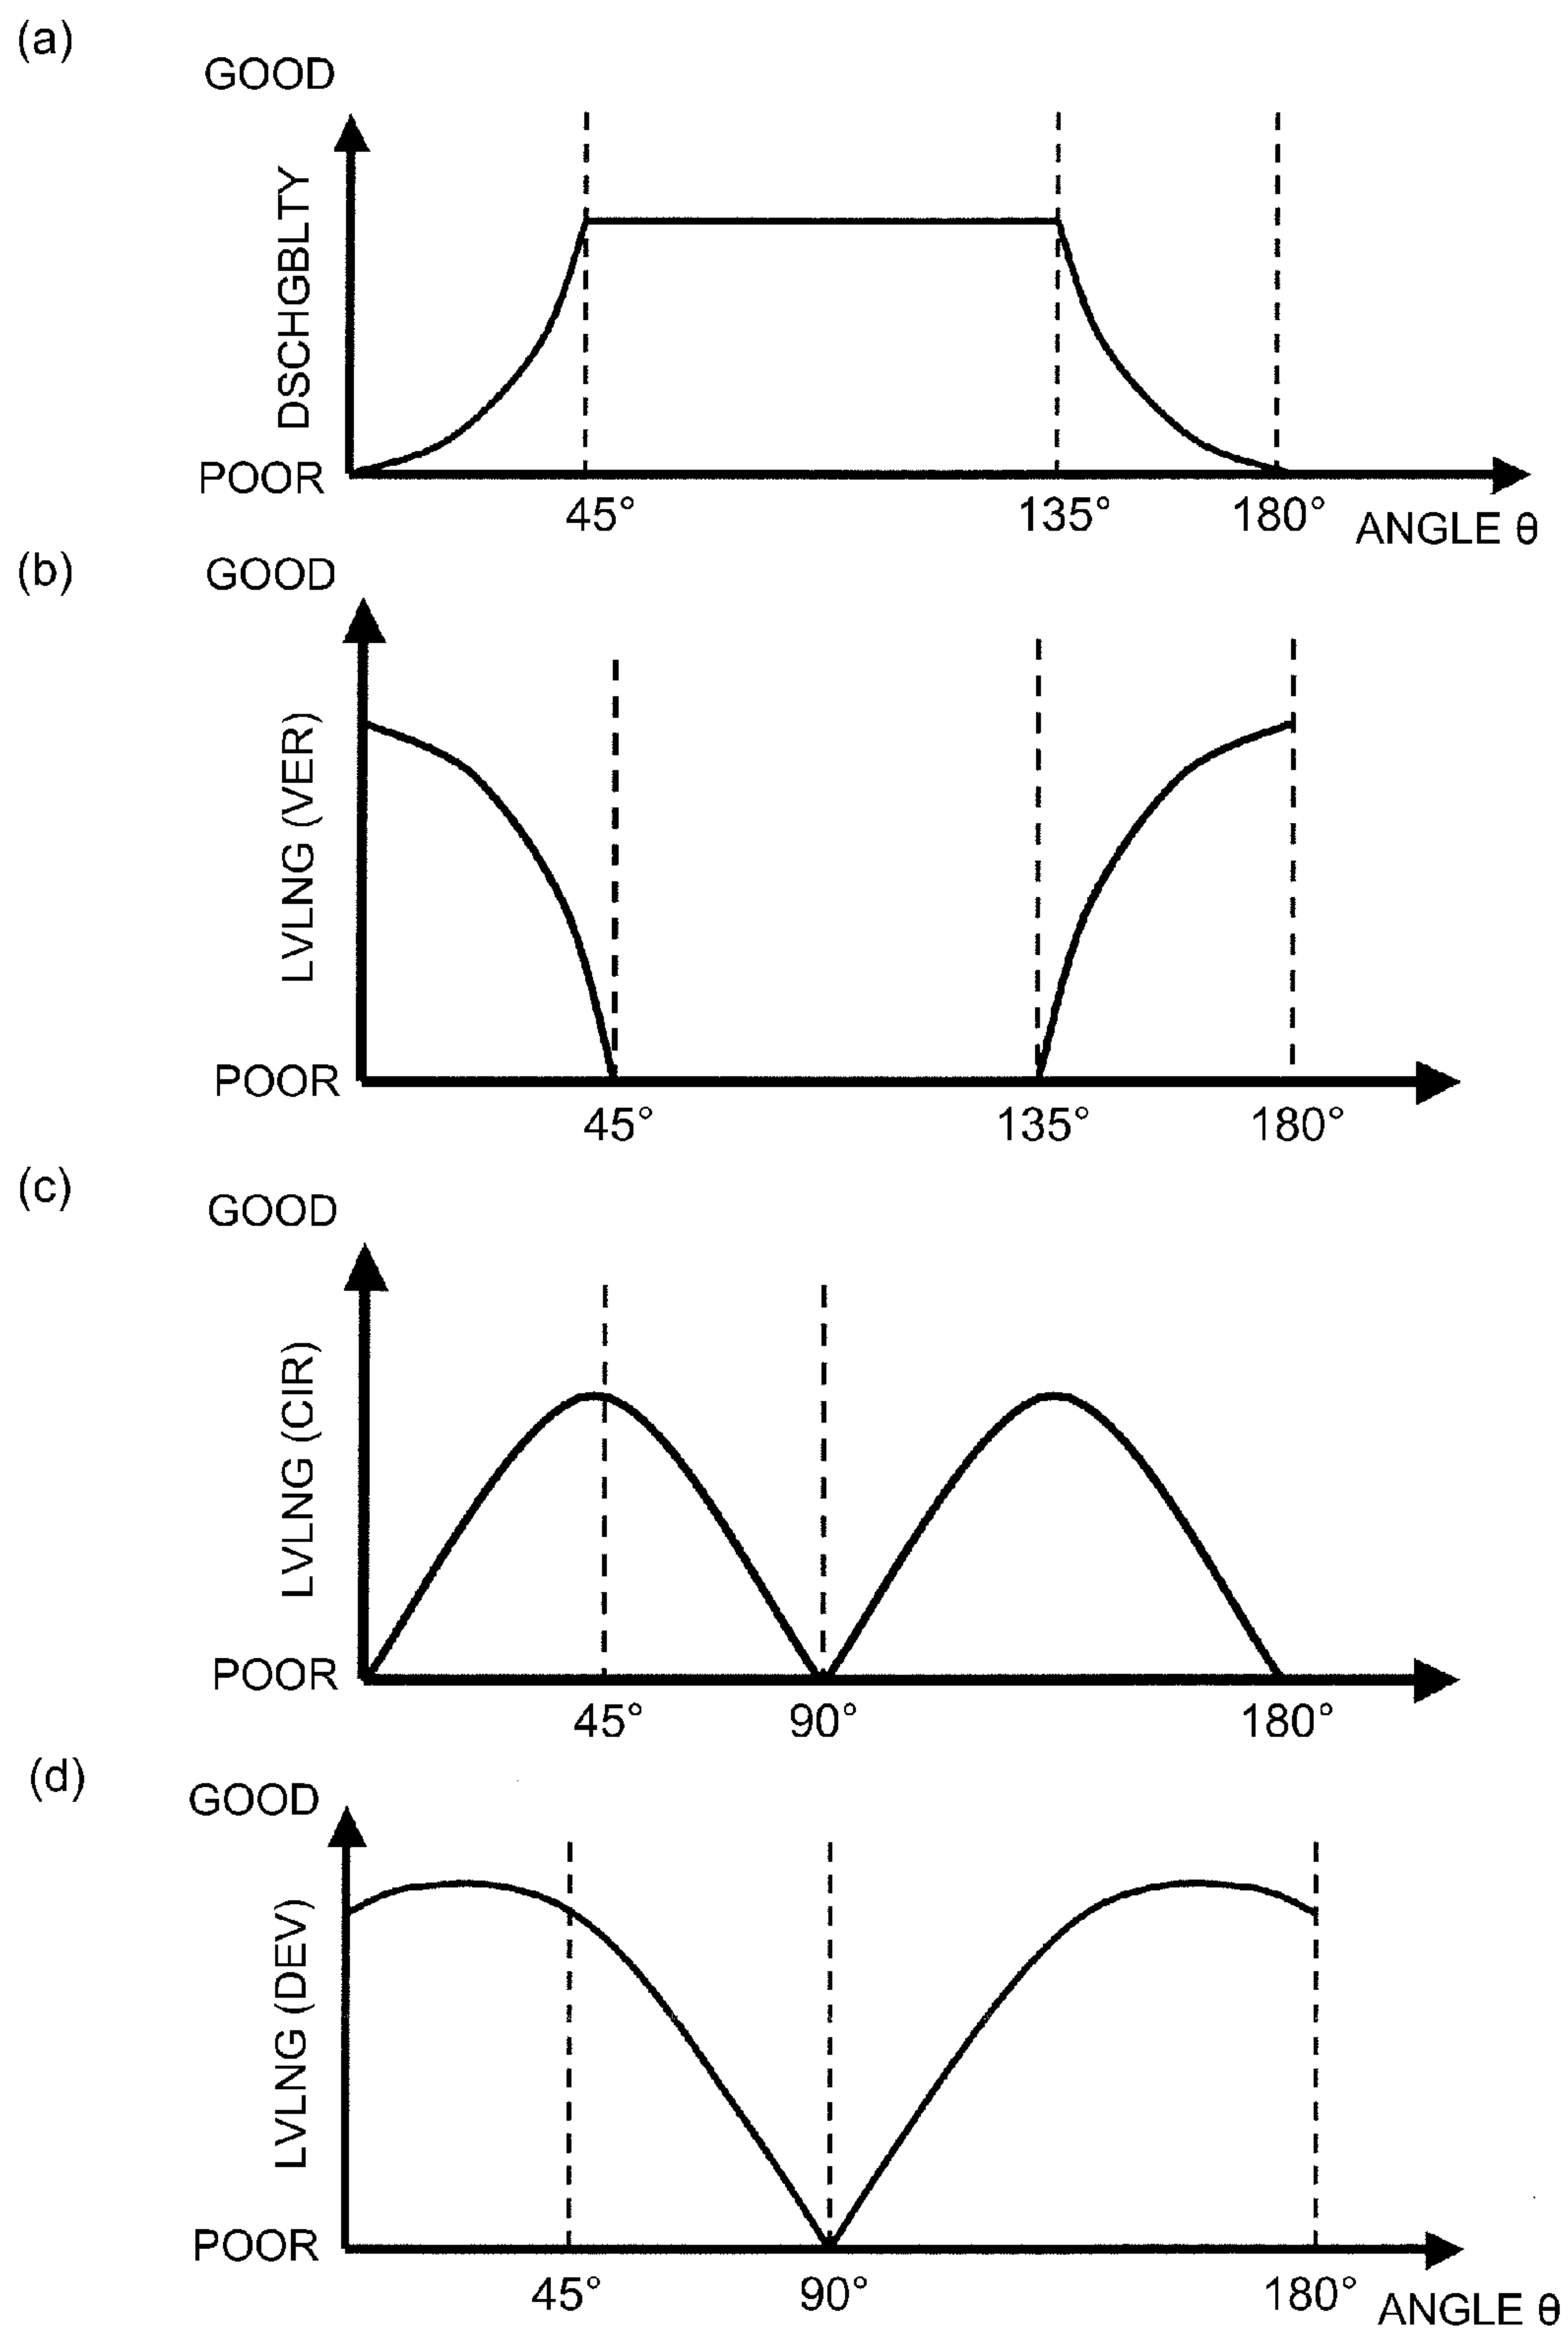 (a)
GOOD
DSCHGBLTY
POOR
45°
135°
180°
ANGLE θ
(b)
GOOD
LVLNG (VER)
POOR
45°
135°
180°
(c)
GOOD
LVLNG (CIR)
POOR
45°
90°
180°
(d)
GOOD
LVLNG (DEV)
POOR
45°
90°
180°
ANGLE θ